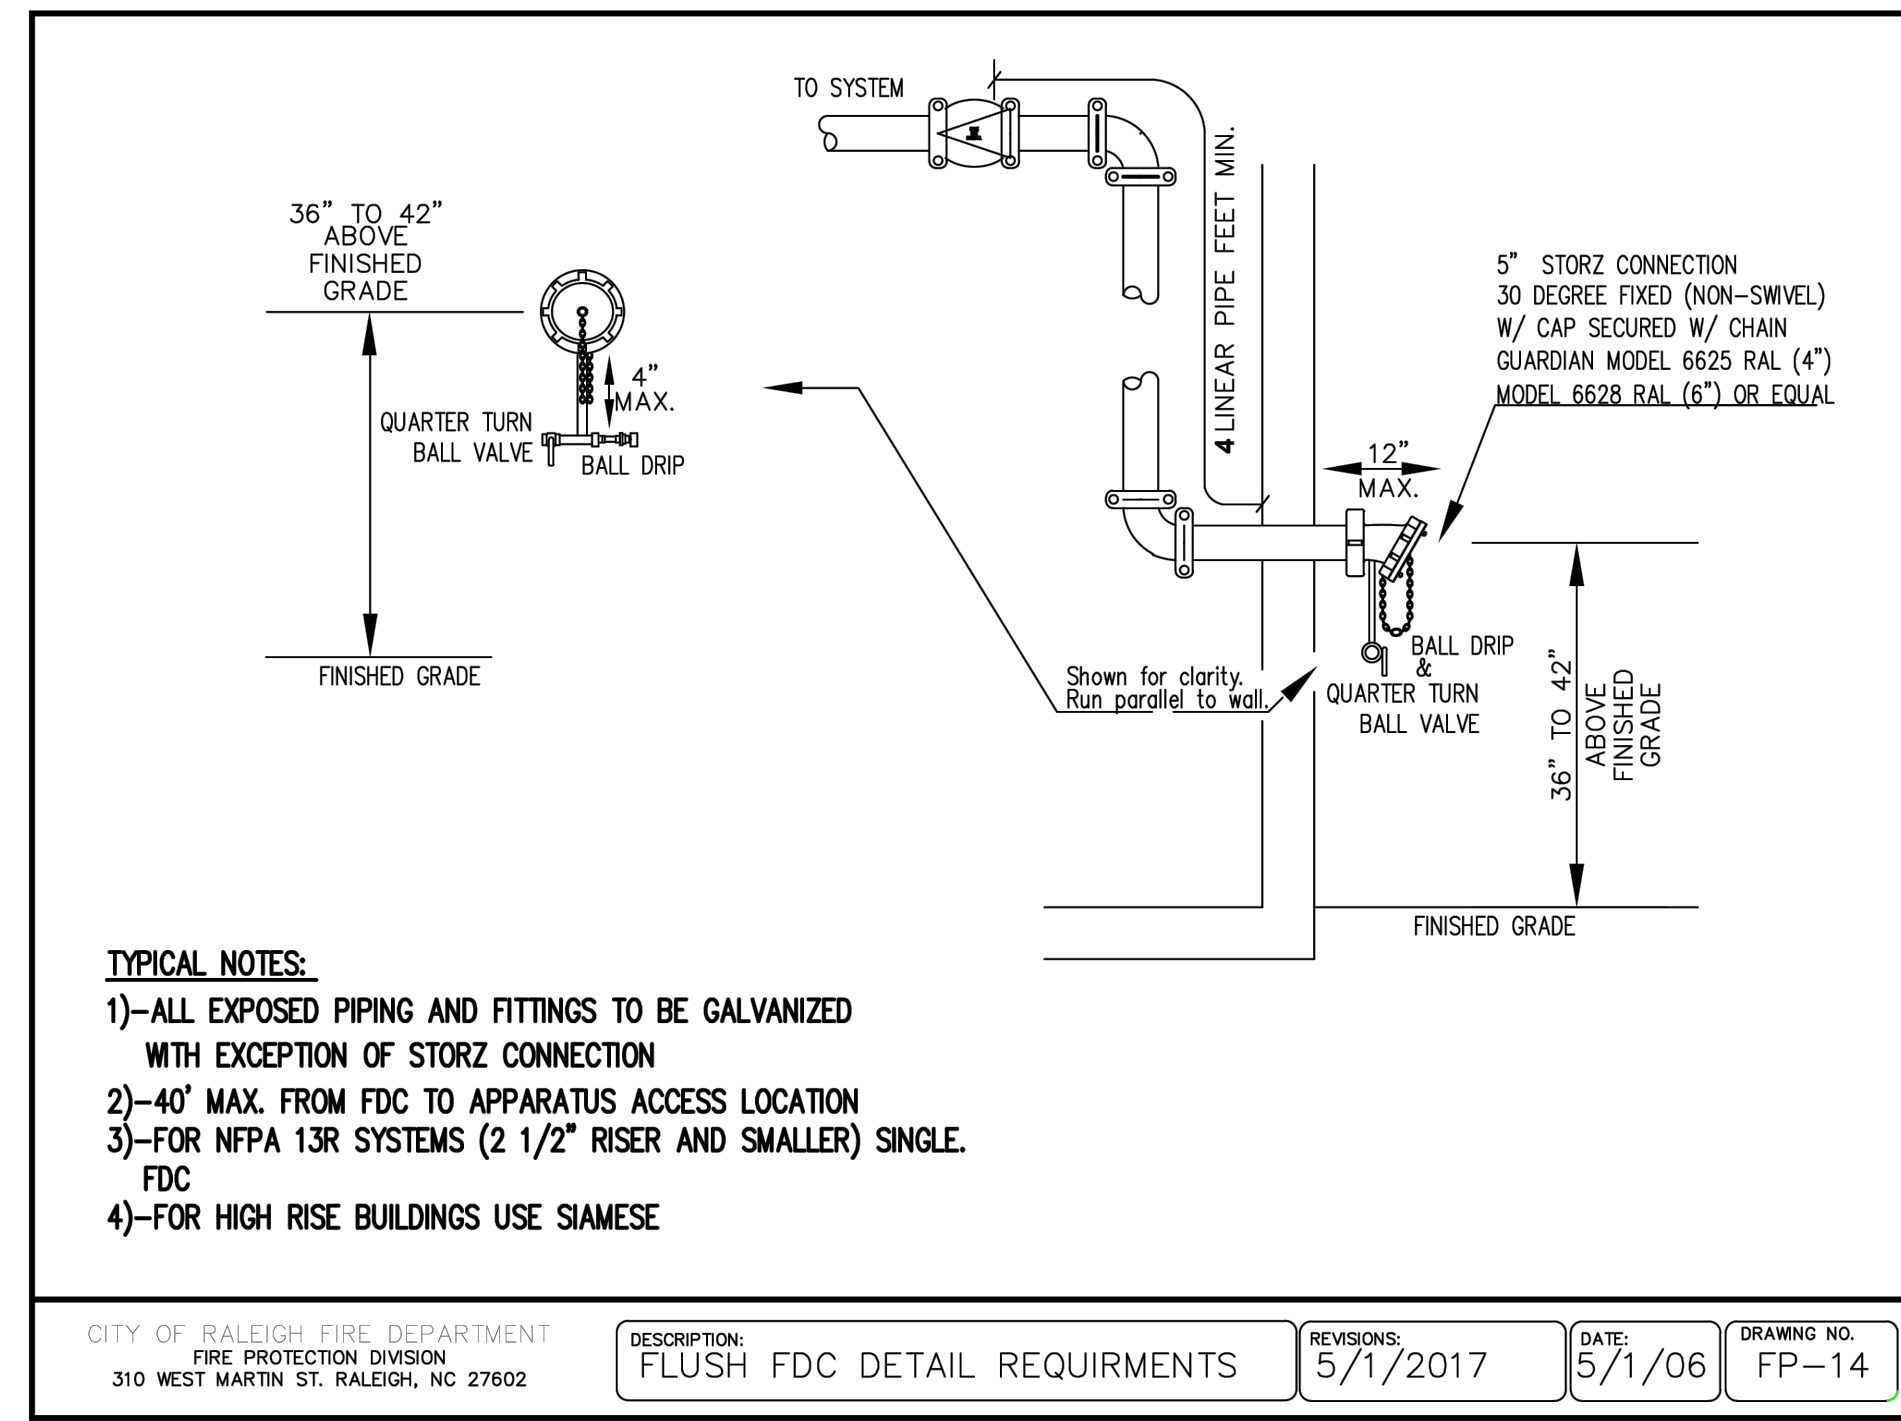 TO SYSTEM
36” TO 42”
ABOVE
FINISHED
GRADE
4”
MAX.
QUARTER TURN
BALL VALVE
BALL DRIP
FINISHED GRADE
4 LINEAR PIPE FEET MIN.
5” STORZ CONNECTION
30 DEGREE FIXED (NON-SWIVEL)
W/ CAP SECURED W/ CHAIN
GUARDIAN MODEL 6625 RAL (4”)
MODEL 6628 RAL (6”) OR EQUAL
12”
MAX.
Shown for clarity.
Run parallel to wall.
BALL DRIP
&
QUARTER TURN
BALL VALVE
36” TO 42”
ABOVE
FINISHED
GRADE
FINISHED GRADE
TYPICAL NOTES:
1)-ALL EXPOSED PIPING AND FITTINGS TO BE GALVANIZED
WITH EXCEPTION OF STORZ CONNECTION
2)-40' MAX. FROM FDC TO APPARATUS ACCESS LOCATION
3)-FOR NFPA 13R SYSTEMS (2 1/2” RISER AND SMALLER) SINGLE.
FDC
4)-FOR HIGH RISE BUILDINGS USE SIAMESE
CITY OF RALEIGH FIRE DEPARTMENT
FIRE PROTECTION DIVISION
310 WEST MARTIN ST. RALEIGH, NC 27602
DESCRIPTION:
FLUSH FDC DETAIL REQUIRMENTS
REVISIONS:
5/1/2017
DATE:
5/1/06
DRAWING NO.
FP-14